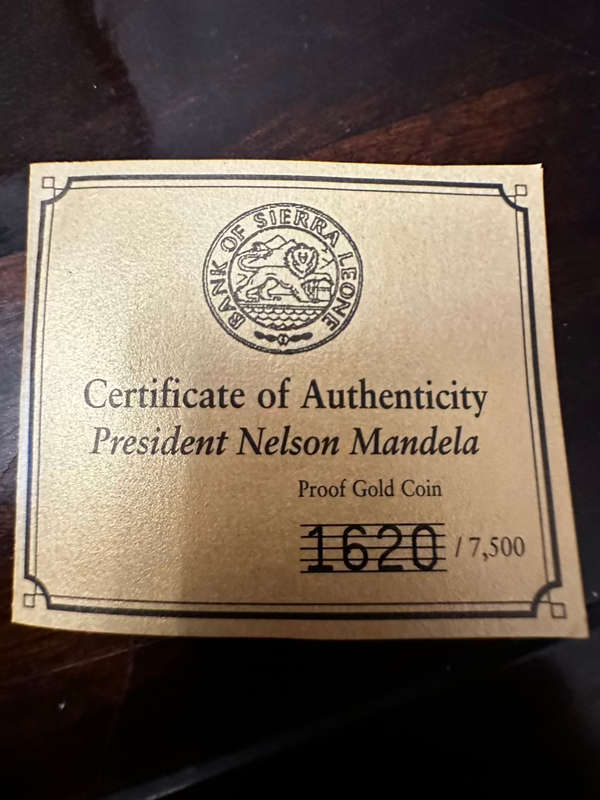 BANK OF SIERRA LEONE
Certificate of Authenticity
President Nelson Mandela
Proof Gold Coin
1620 / 7,500